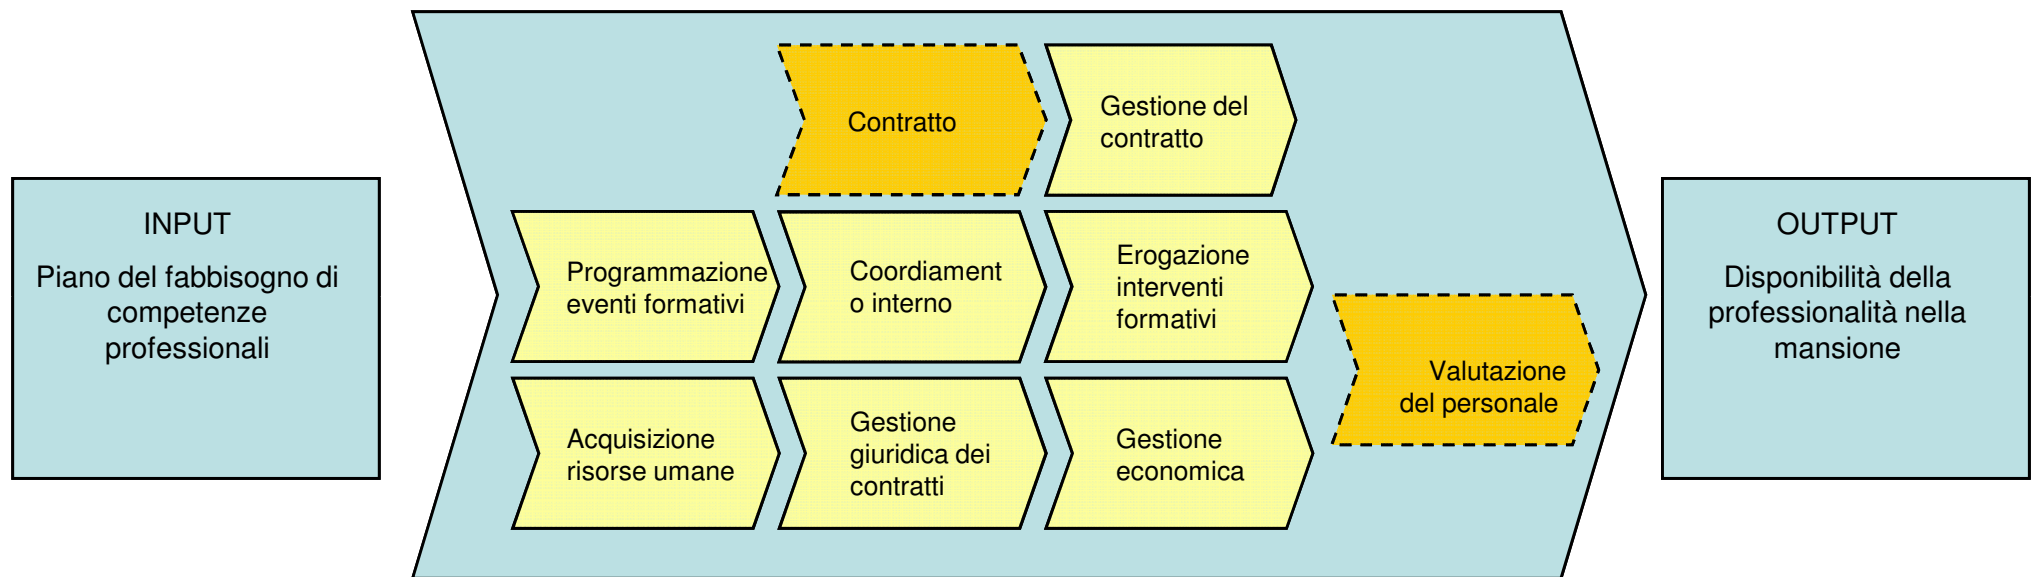 INPUT
Piano del fabbisogno di
competenze
professionali
Contratto
Gestione del
contratto
Programmazione
eventi formativi
Coordiament
o interno
Erogazione
interventi
formativi
Acquisizione
risorse umane
Gestione
giuridica dei
contratti
Gestione
economica
Valutazione
del personale
OUTPUT
Disponibilità della
professionalità nella
mansione